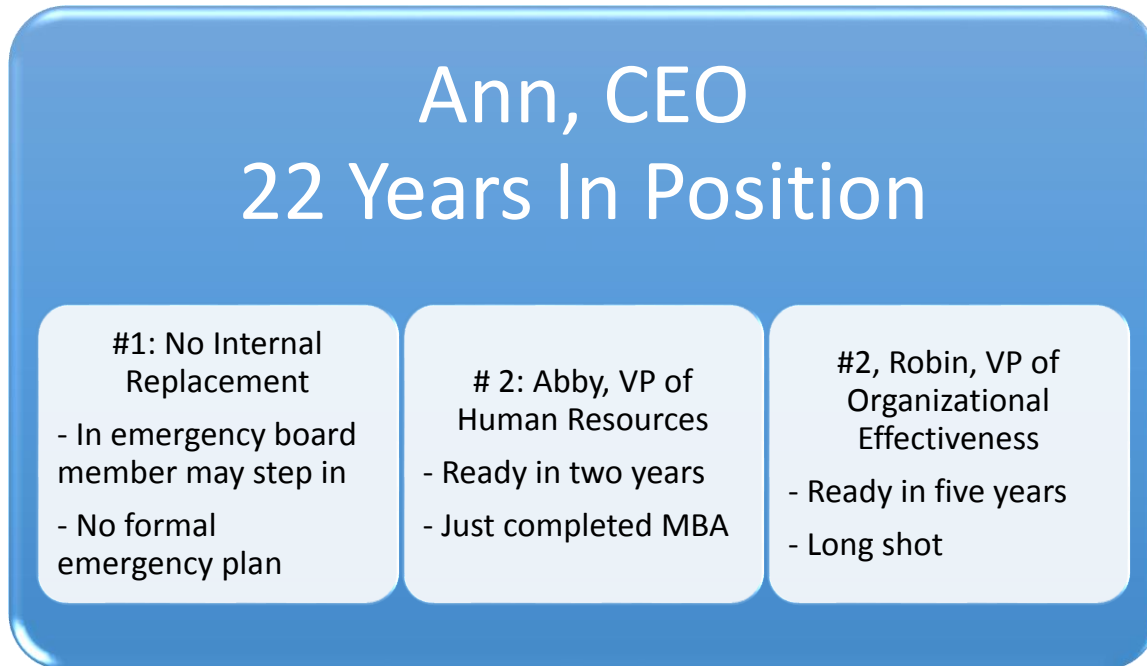 Ann, CEO
22 Years In Position
#1: No Internal
Replacement
- In emergency board
member may step in
- No formal
emergency plan
# 2: Abby, VP of
Human Resources
- Ready in two years
- Just completed MBA
#2, Robin, VP of
Organizational
Effectiveness
- Ready in five years
- Long shot